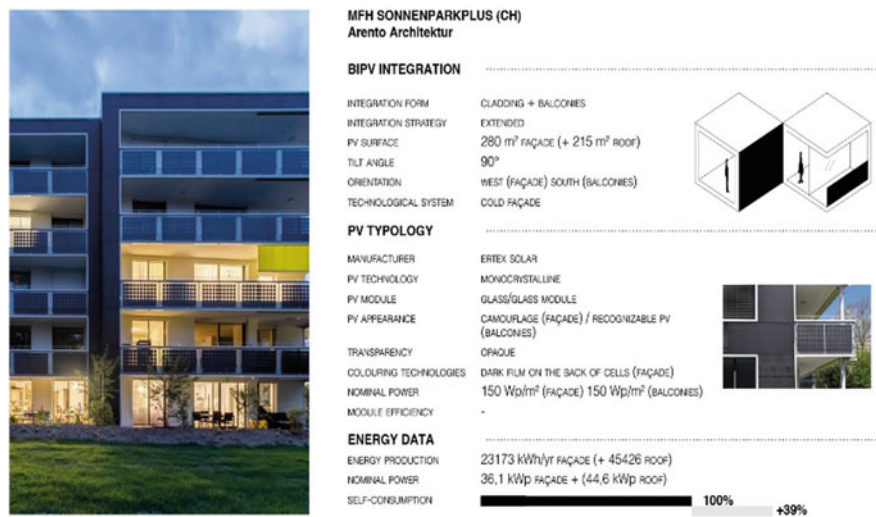 MFH SONNENPARKPLUS (CH)
Arento Architektur
BIPV INTEGRATION
INTEGRATION FORM CLADDING + BALCONIES
INTEGRATION STRATEGY EXTENDED
PV SURFACE 280 m² FAÇADE (+ 215 m² ROOF)
TILT ANGLE 90°
ORIENTATION WEST (FAÇADE) SOUTH (BALCONIES)
TECHNOLOGICAL SYSTEM COLD FAÇADE
PV TYPOLOGY
MANUFACTURER ERTEX SOLAR
PV TECHNOLOGY MONOCRYSTALLINE
PV MODULE GLASS/GLASS MODULE
PV APPEARANCE CAMOUFLAGE (FAÇADE) / RECOGNIZABLE PV
(BALCONIES)
TRANSPARENCY OPAQUE
COLOURING TECHNOLOGIES DARK FILM ON THE BACK OF CELLS (FAÇADE)
NOMINAL POWER 150 Wp/m² (FAÇADE) 150 Wp/m² (BALCONIES)
MODULE EFFICIENCY -
ENERGY DATA
ENERGY PRODUCTION 23173 kWh/yr FAÇADE (+ 45426 ROOF)
NOMINAL POWER 36,1 kWp FAÇADE + (44,6 kWp ROOF)
SELF-CONSUMPTION 100%
+39%